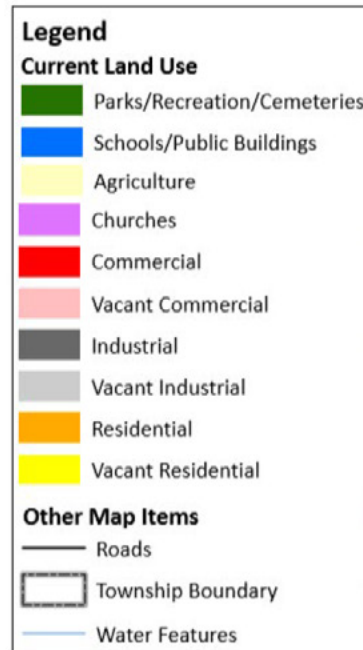 Legend
Current Land Use
Parks/Recreation/Cemeteries
Schools/Public Buildings
Agriculture
Churches
Commercial
Vacant Commercial
Industrial
Vacant Industrial
Residential
Vacant Residential
Other Map Items
Roads
Township Boundary
Water Features